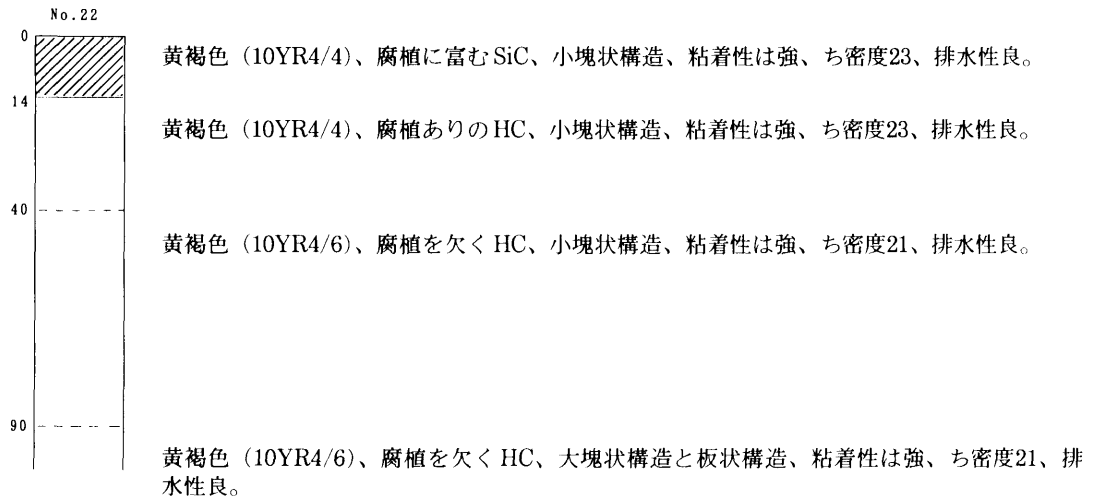 No.22
0
黄褐色（10YR4/4）、腐植に富むSiC、小塊状構造、粘着性は強、ち密度23、排水性良。
14
黄褐色（10YR4/4）、腐植ありのHC、小塊状構造、粘着性は強、ち密度23、排水性良。
40
黄褐色（10YR4/6）、腐植を欠くHC、小塊状構造、粘着性は強、ち密度21、排水性良。
90
黄褐色（10YR4/6）、腐植を欠くHC、大塊状構造と板状構造、粘着性は強、ち密度21、排
水性良。